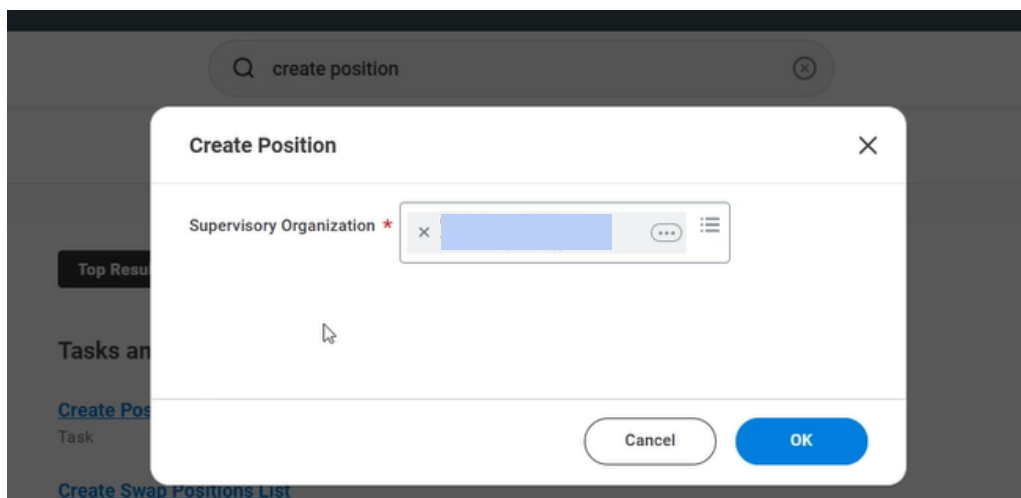 create position
Create Position
Supervisory Organization *
Top Resu
Tasks an
Create Pos
Task
Cancel
OK
Create Swap Positions List